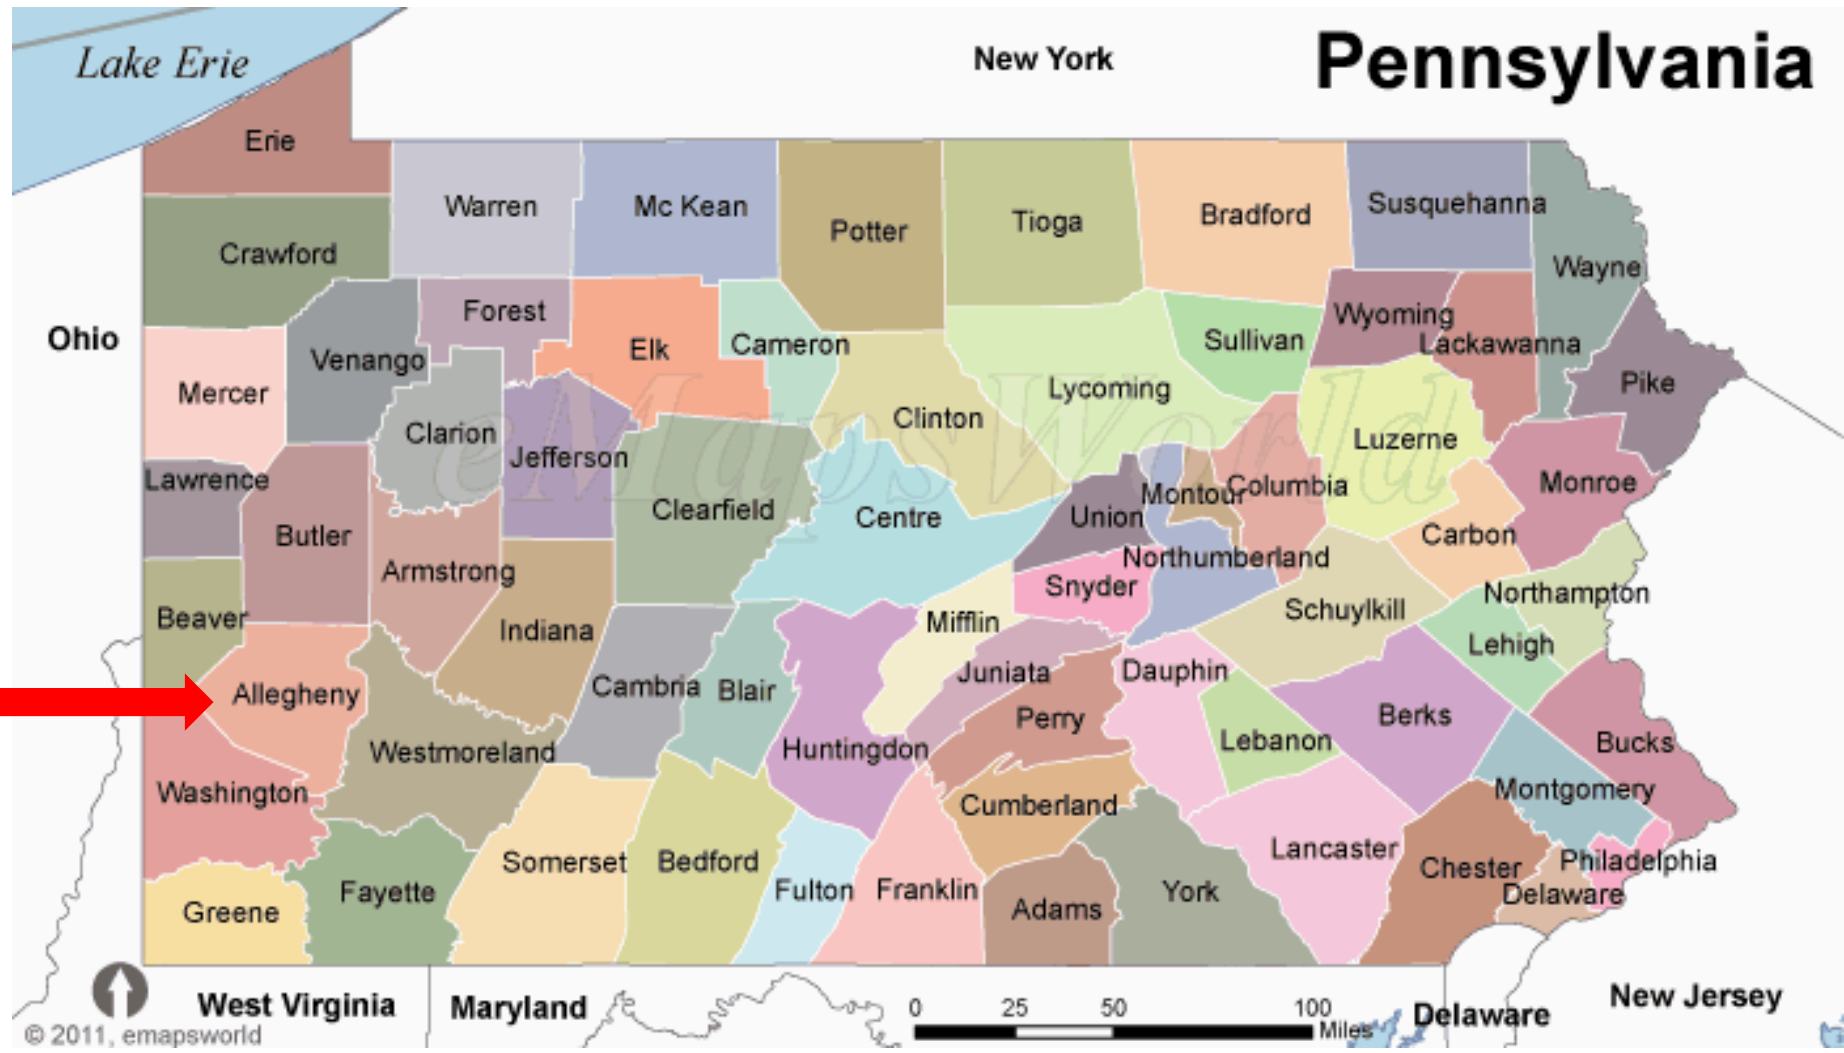 Lake Erie
New York
Pennsylvania
Erie
Warren
Mc Kean
Potter
Tioga
Bradford
Susquehanna
Crawford
Wayne
Forest
Wyoming
Ohio
Venango
Elk
Cameron
Sullivan
Lackawanna
Mercer
Lycoming
Pike
Clarion
Clinton
Luzerne
eMapsWorld
Jefferson
Lawrence
Montour
Columbia
Monroe
Clearfield
Centre
Union
Butler
Carbon
Armstrong
Northumberland
Snyder
Northampton
Beaver
Indiana
Mifflin
Schuylkill
Lehigh
Allegheny
Cambria
Blair
Juniata
Dauphin
Perry
Berks
Westmoreland
Huntingdon
Lebanon
Bucks
Washington
Cumberland
Montgomery
Somerset
Bedford
Lancaster
Chester
Philadelphia
Greene
Fayette
Fulton
Franklin
Adams
York
Delaware
West Virginia
Maryland
0 25 50 100
Miles
Delaware
New Jersey
© 2011, emapsworld